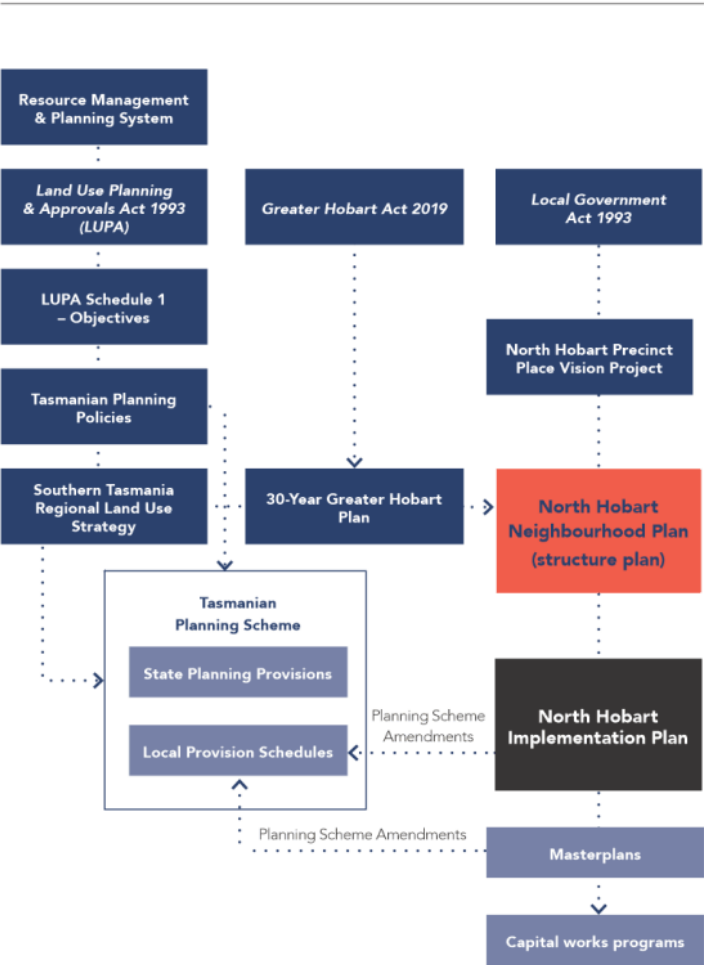 Resource Management
& Planning System
Land Use Planning
& Approvals Act 1993
(LUPA)
Greater Hobart Act 2019
Local Government
Act 1993
LUPA Schedule 1
– Objectives
North Hobart Precinct
Place Vision Project
Tasmanian Planning
Policies
Southern Tasmania
Regional Land Use
Strategy
30-Year Greater Hobart
Plan
North Hobart
Neighbourhood Plan
(structure plan)
Tasmanian
Planning Scheme
State Planning Provisions
Local Provision Schedules
Planning Scheme
Amendments
North Hobart
Implementation Plan
Planning Scheme Amendments
Masterplans
Capital works programs